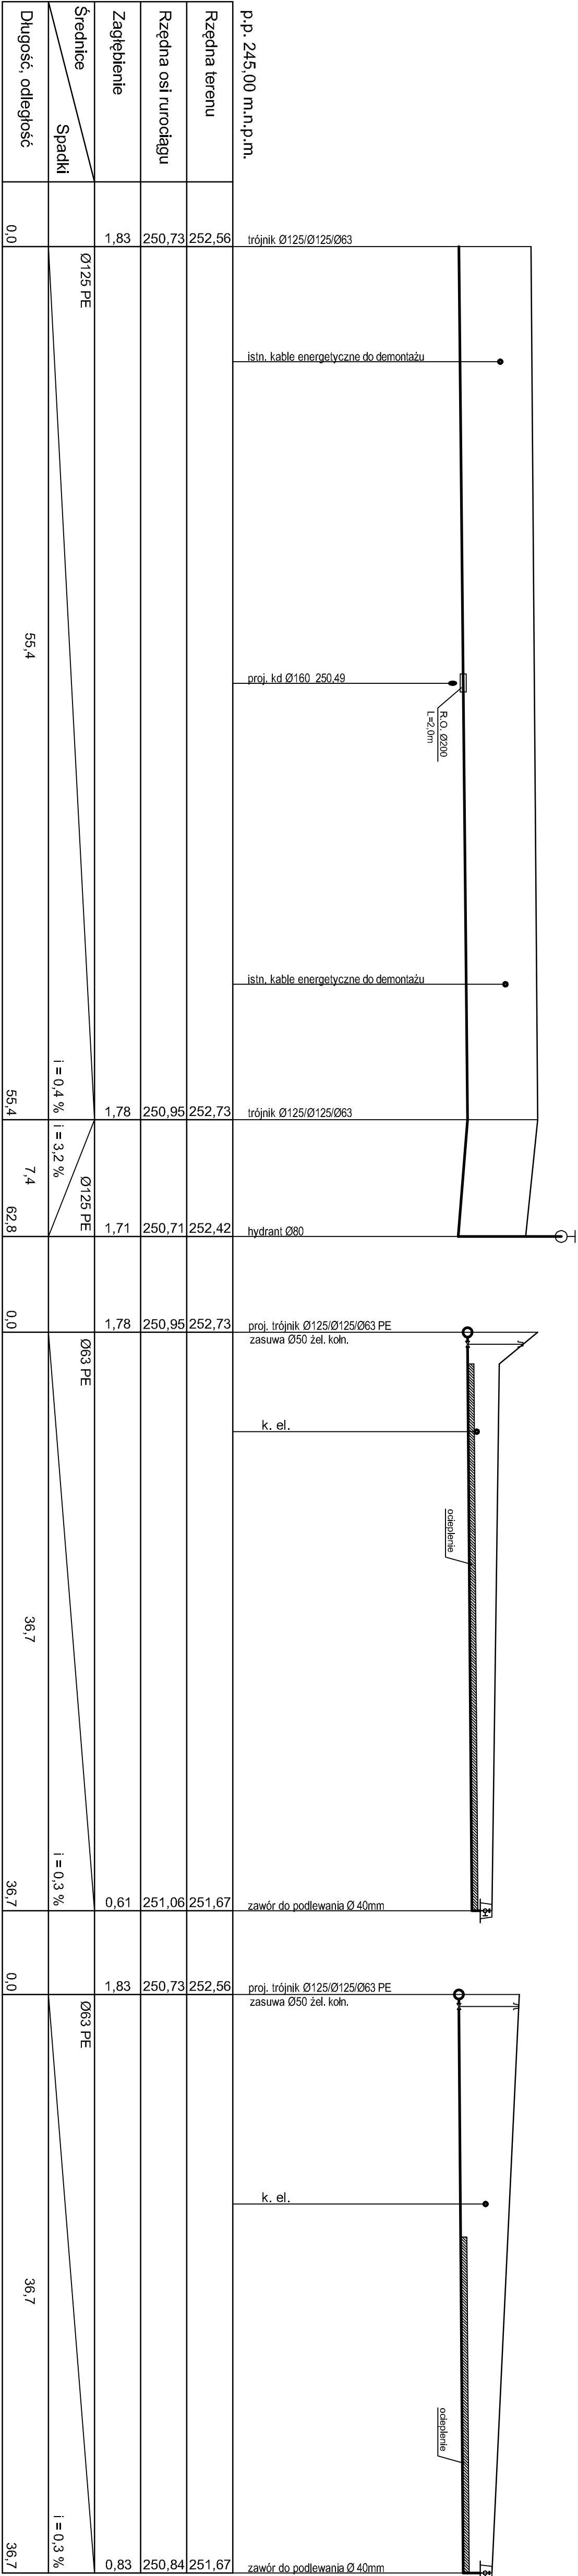 p.p. 245,00 m.n.p.m.
Rzędna terenu
Rzędna osi rurociągu
Zagłębienie
Średnice
Spadki
Długość, odległość
trójnik Ø125/Ø125/Ø63
252,56
250,73
1,83
0,0
Ø125 PE
istn. kable energetyczne do demontażu
55,4
proj. kd Ø160 250,49
R.O. Ø200
L=2,0m
istn. kable energetyczne do demontażu
i = 0,4 %
trójnik Ø125/Ø125/Ø63
252,73
250,95
1,78
55,4
i = 3,2 %
Ø125 PE
7,4
hydrant Ø80
252,42
250,71
1,71
62,8
proj. trójnik Ø125/Ø125/Ø63 PE
zasuwa Ø50 żel. kołn.
252,73
250,95
1,78
0,0
Ø63 PE
k. el.
ocieplenie
36,7
i = 0,3 %
zawór do podlewania Ø 40mm
251,67
251,06
0,61
36,7
proj. trójnik Ø125/Ø125/Ø63 PE
zasuwa Ø50 żel. kołn.
252,56
250,73
1,83
0,0
Ø63 PE
k. el.
36,7
ocieplenie
i = 0,3 %
zawór do podlewania Ø 40mm
251,67
250,84
0,83
36,7